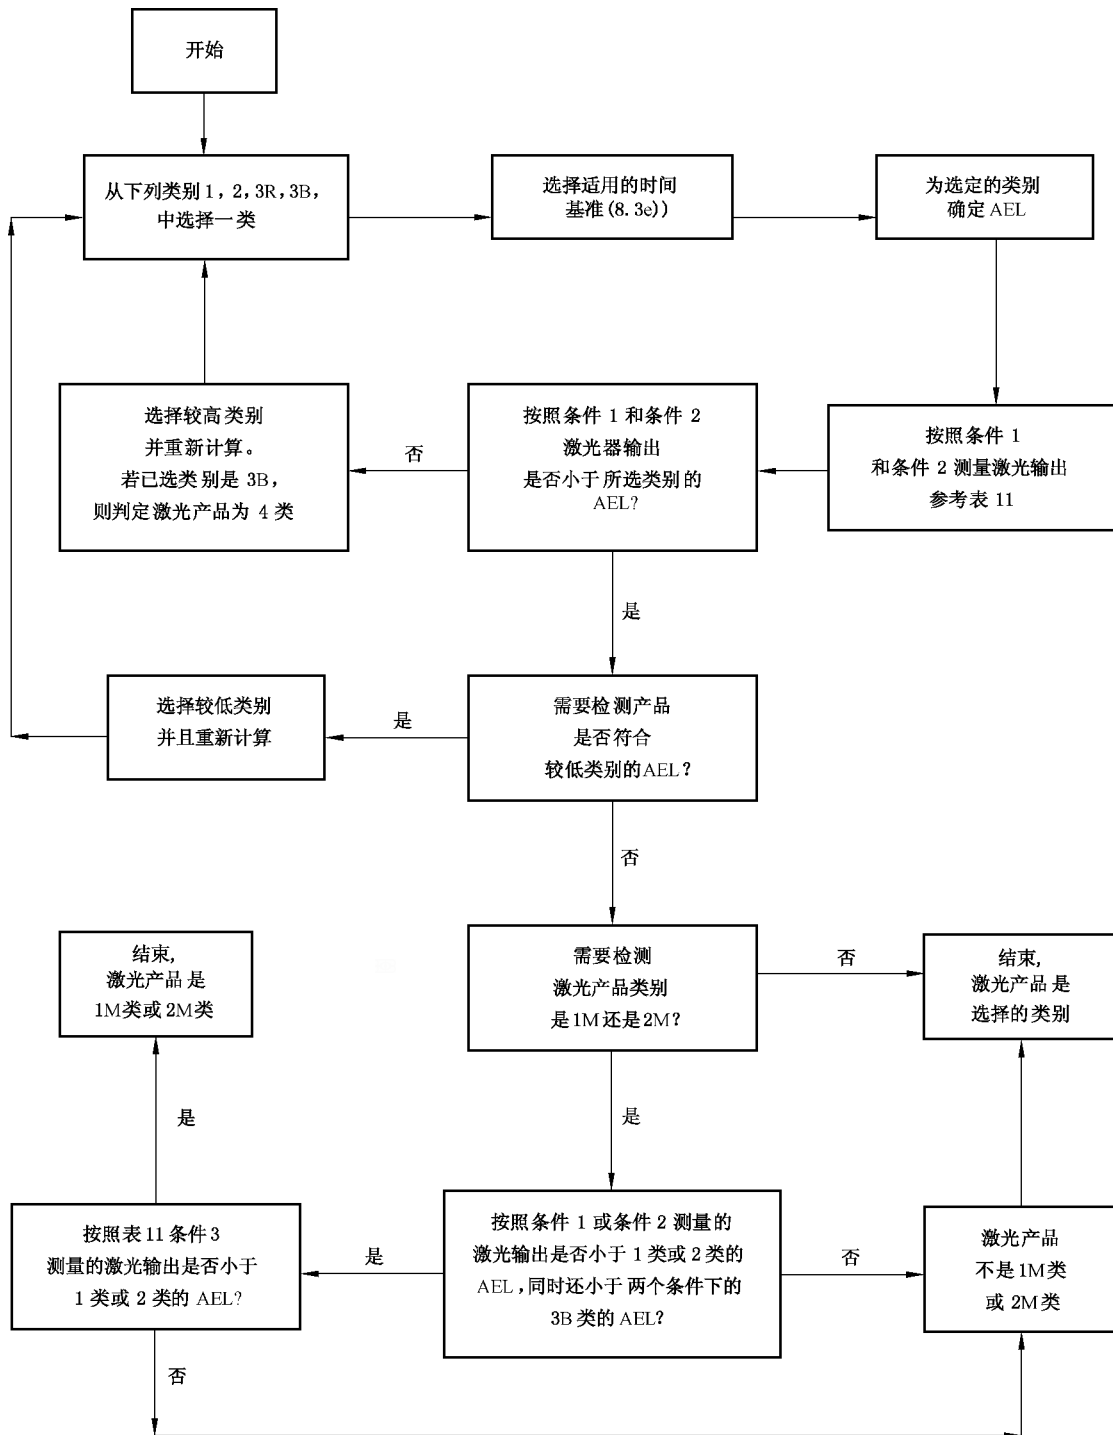 开始
从下列类别1，2，3R，3B，
中选择一类
选择适用的时间
基准(8.3e))
为选定的类别
确定AEL
选择较高类别
并重新计算。
若已选类别是3B，
则判定激光产品为 4 类
否
按照条件 1 和条件 2
激光器输出
是否小于所选类别的
AEL?
按照条件 1
和条件 2 测量激光输出
参考表 11
是
选择较低类别
并且重新计算
是
需要检测产品
是否符合
较低类别的AEL？
否
结束，
激光产品是
1M类或2M类
需要检测
激光产品类别
是1M还是2M？
否
结束，
激光产品是
选择的类别
是
是
按照表11条件3
测量的激光输出是否小于
1 类或 2 类的 AEL?
是
按照条件 1 或条件 2 测量的
激光输出是否小于 1 类或 2 类的
AEL，同时还小于两个条件下的
3B 类的 AEL？
否
激光产品
不是1M类
或 2M类
否